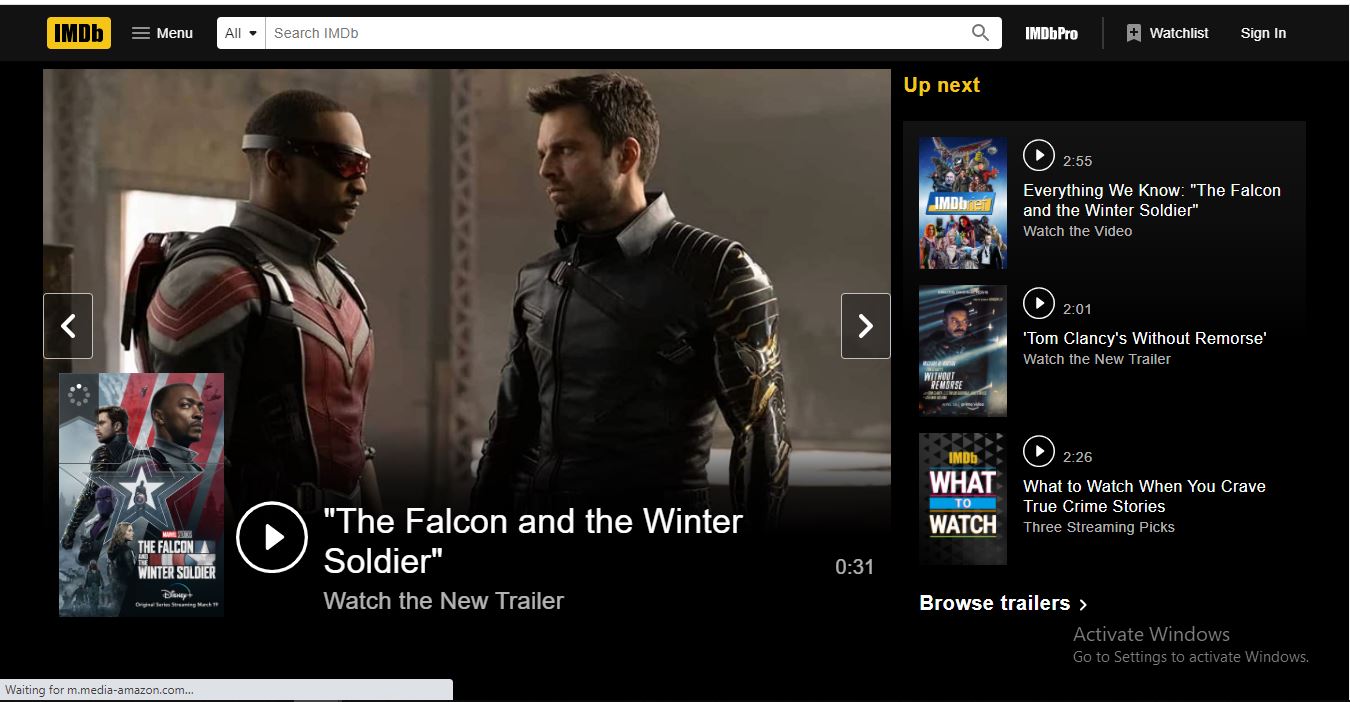 IMDb
Menu
All
Search IMDb
IMDbPro
Watchlist
Sign In
Up next
IMDbrief
2:55
Everything We Know: "The Falcon
and the Winter Soldier"
Watch the Video
WITHOUT
REMORSE
prime video
2:01
'Tom Clancy's Without Remorse'
Watch the New Trailer
IMDb
WHAT
TO
WATCH
2:26
What to Watch When You Crave
True Crime Stories
Three Streaming Picks
MARVEL STUDIOS
THE FALCON
AND THE
WINTER SOLDIER
Disney+
Original Series Streaming March 19
"The Falcon and the Winter
Soldier"
Watch the New Trailer
0:31
Browse trailers
Activate Windows
Go to Settings to activate Windows.
Waiting for m.media-amazon.com...